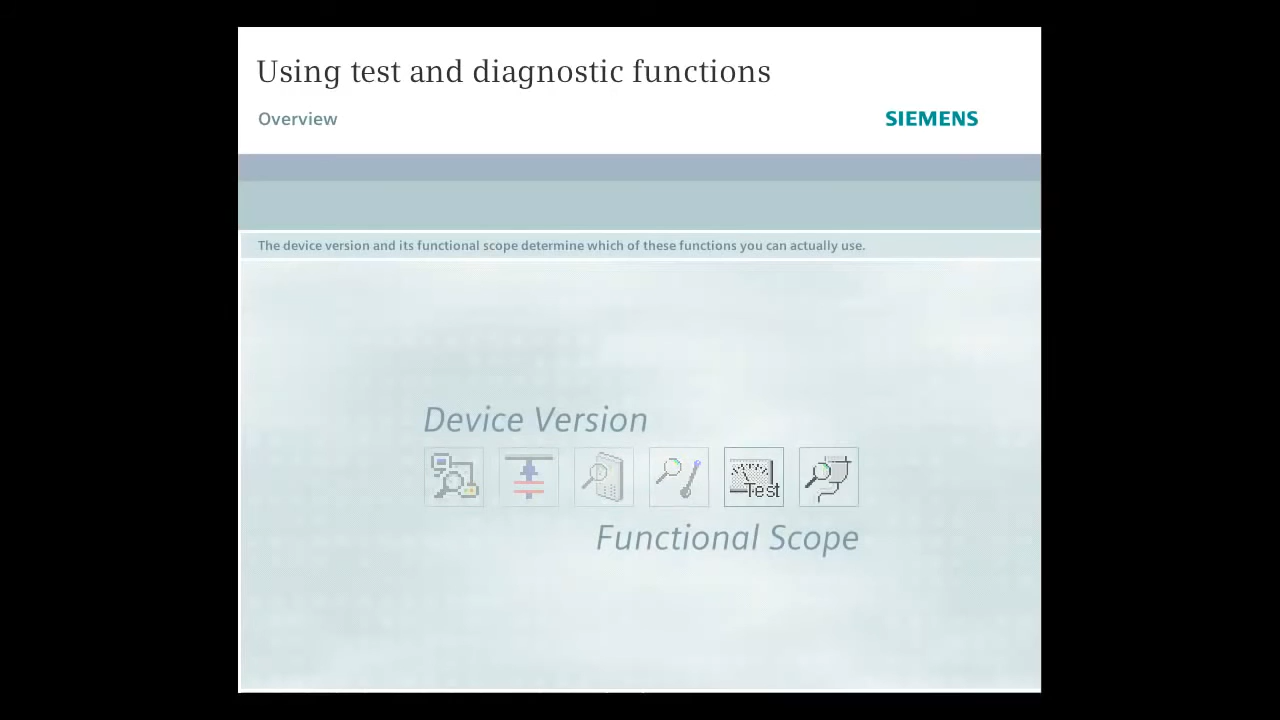 Using test and diagnostic functions
Overview
SIEMENS
The device version and its functional scope determine which of these functions you can actually use.
Device Version
Test
Functional Scope